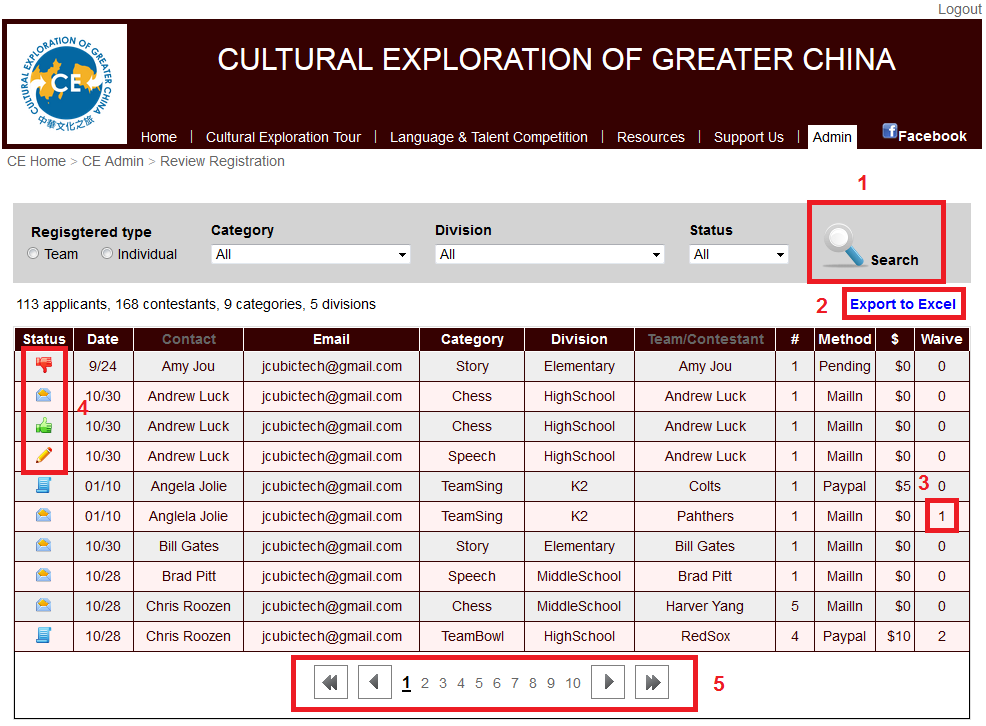 Logout
CULTURAL EXPLORATION OF GREATER CHINA
CE
中華文化之旅
CULTURAL EXPLORATION OF GREATER CHINA
Home | Cultural Exploration Tour | Language & Talent Competition | Resources | Support Us | Admin f Facebook
CE Home > CE Admin > Review Registration
1
Regisgtered type Category Division Status
Team Individual All All All Search
113 applicants, 168 contestants, 9 categories, 5 divisions 2 Export to Excel
Status Date Contact Email Category Division Team/Contestant # Method $ Waive
9/24 Amy Jou jcubictech@gmail.com Story Elementary Amy Jou 1 Pending $0 0
10/30 Andrew Luck jcubictech@gmail.com Chess HighSchool Andrew Luck 1 MailIn $0 0
4
10/30 Andrew Luck jcubictech@gmail.com Chess HighSchool Andrew Luck 1 MailIn $0 0
10/30 Andrew Luck jcubictech@gmail.com Speech HighSchool Andrew Luck 1 MailIn $0 0
01/10 Angela Jolie jcubictech@gmail.com TeamSing K2 Colts 1 Paypal $5 3 0
01/10 Anglela Jolie jcubictech@gmail.com TeamSing K2 Pahthers 1 MailIn $0 1
10/30 Bill Gates jcubictech@gmail.com Story Elementary Bill Gates 1 MailIn $0 0
10/28 Brad Pitt jcubictech@gmail.com Speech MiddleSchool Brad Pitt 1 MailIn $0 0
10/28 Chris Roozen jcubictech@gmail.com Chess MiddleSchool Harver Yang 5 MailIn $0 0
10/28 Chris Roozen jcubictech@gmail.com TeamBowl HighSchool RedSox 4 Paypal $10 2
1 2 3 4 5 6 7 8 9 10 5